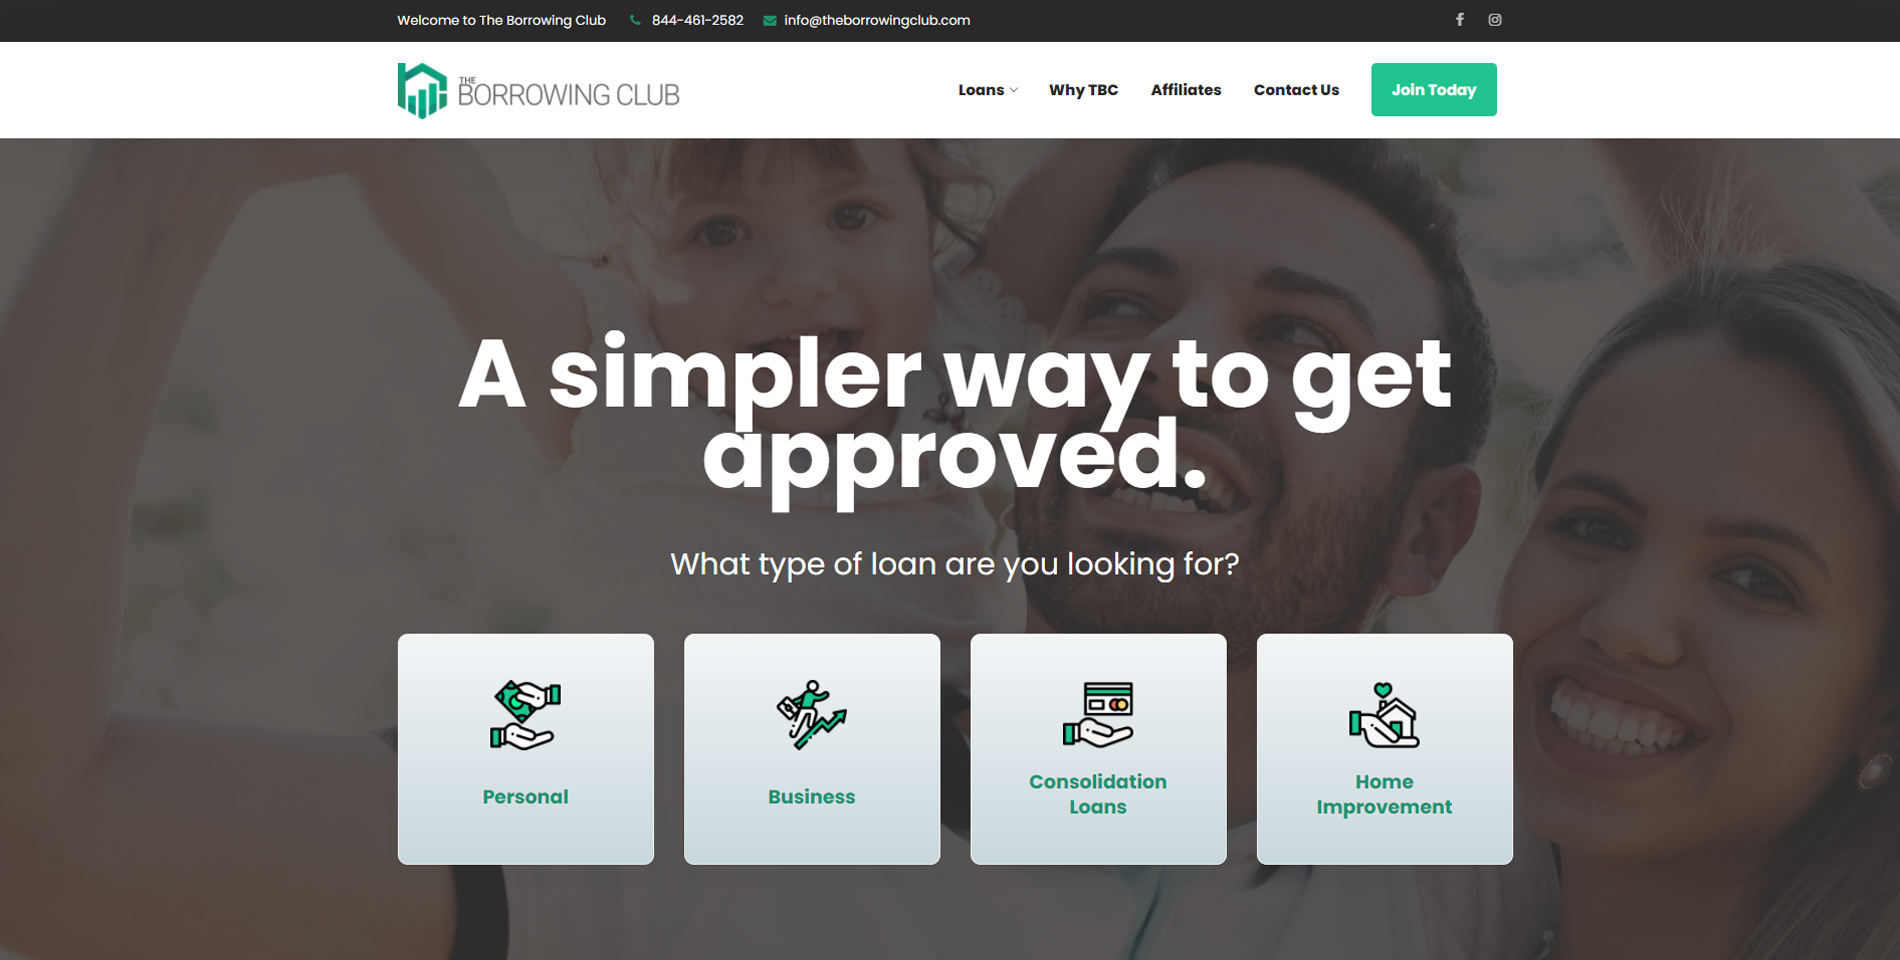 Welcome to The Borrowing Club 844-461-2582 info@theborrowingclub.com
THE
BORROWING CLUB
Loans Why TBC Affiliates Contact Us Join Today
A simpler way to get
approved.
What type of loan are you looking for?
Personal
Business
Consolidation
Loans
Home
Improvement